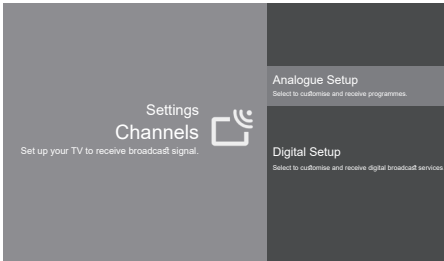 Settings
Channels
Set up your TV to receive broadcast signal.
Analogue Setup
Select to customise and receive programmes.
Digital Setup
Select to customise and receive digital broadcast services